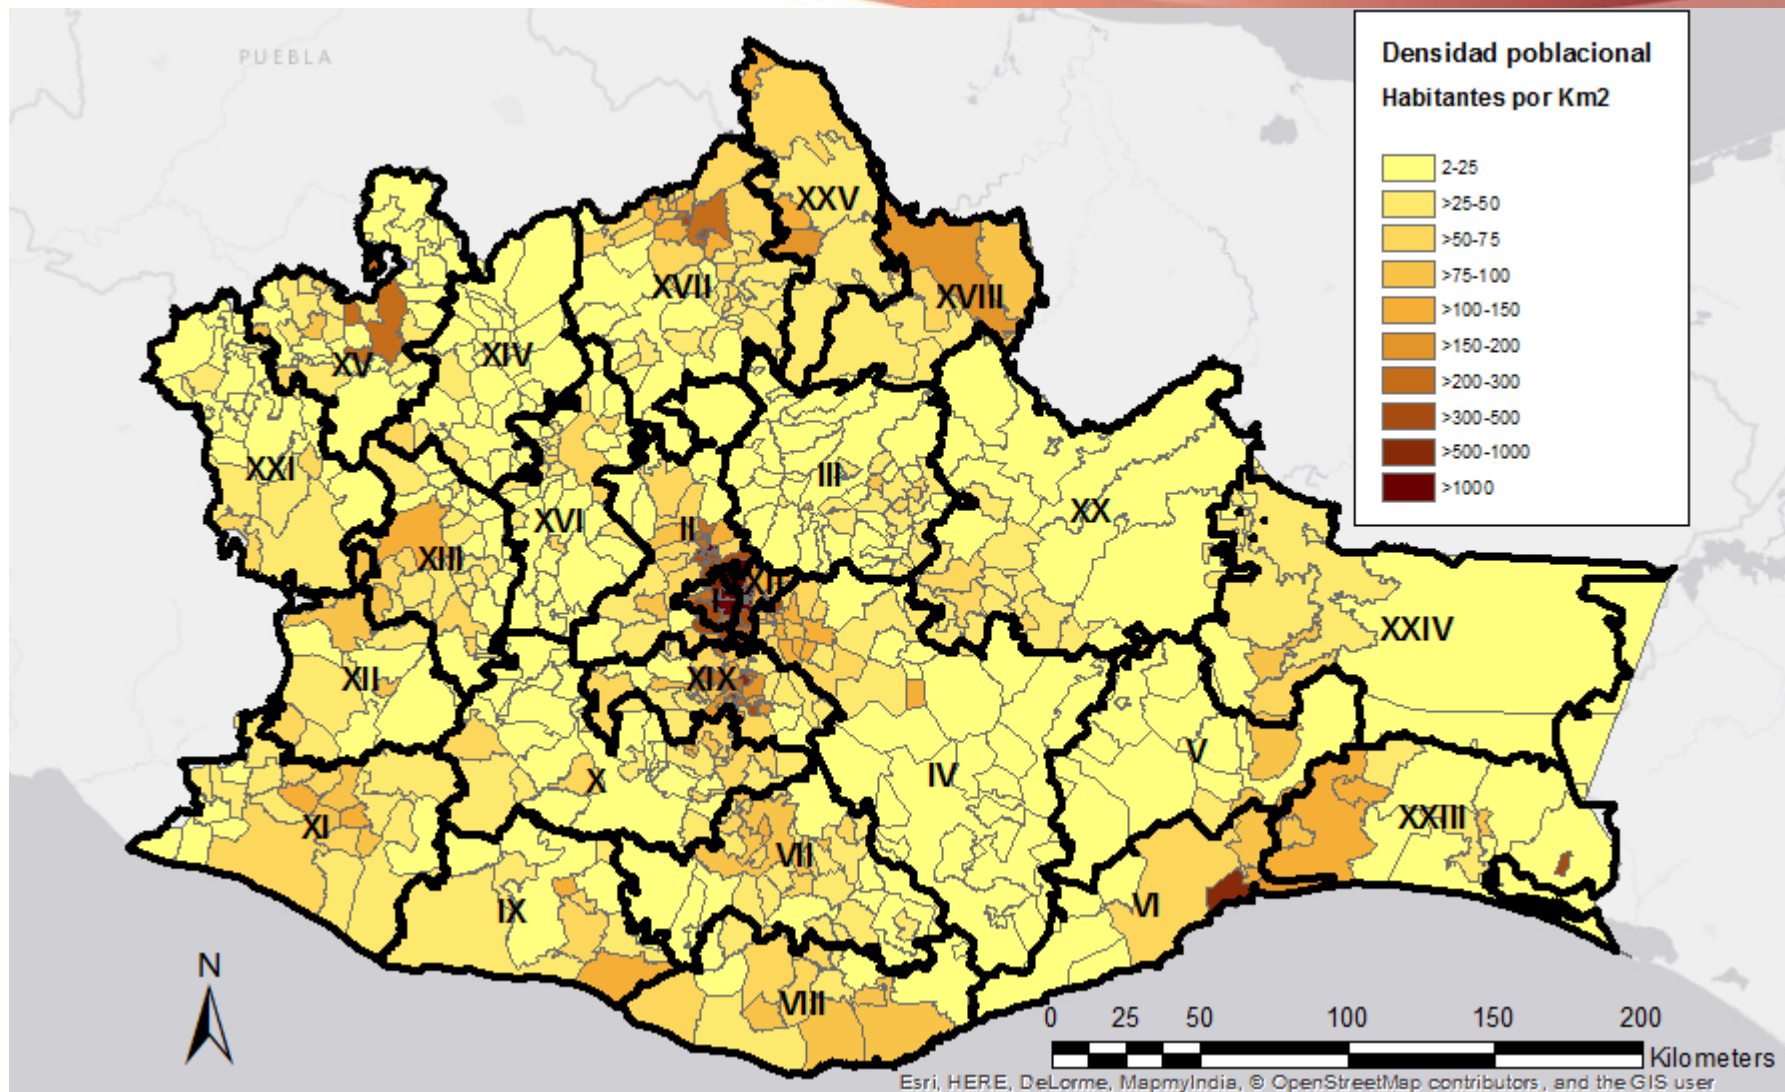 PUEBLA
Densidad poblacional
Habitantes por Km2
2-25
>25-50
>50-75
>75-100
>100-150
>150-200
>200-300
>300-500
>500-1000
>1000
XXV
XVIII
XVII
XIV
XV
XXI
III
XX
II
XVI
XIII
XII
I
XXIV
XII
XIX
V
IV
X
XXIII
XI
VII
VI
IX
VIII
N
0 25 50 100 150 200
Kilometers
Esri, HERE, DeLorme, MapmyIndia, © OpenStreetMap contributors, and the GIS user